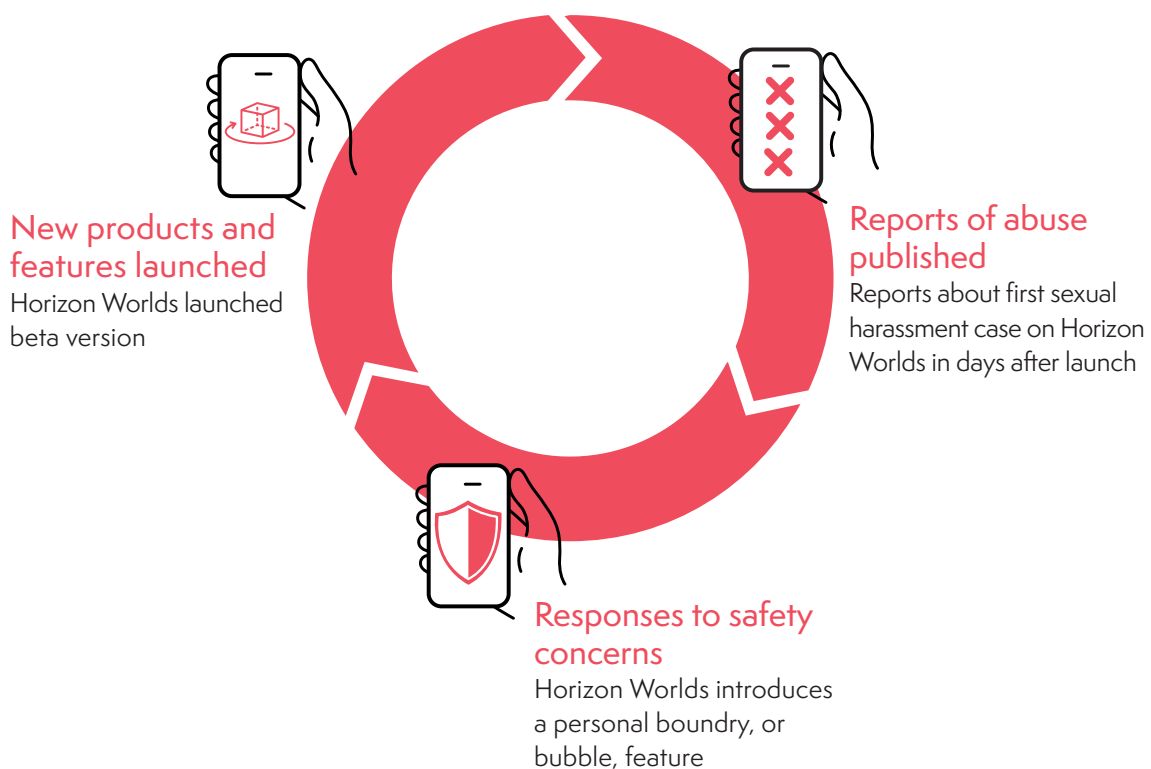 New products and
features launched
Horizon Worlds launched
beta version
Reports of abuse
published
Reports about first sexual
harassment case on Horizon
Worlds in days after launch
Responses to safety
concerns
Horizon Worlds introduces
a personal boundry, or
bubble, feature